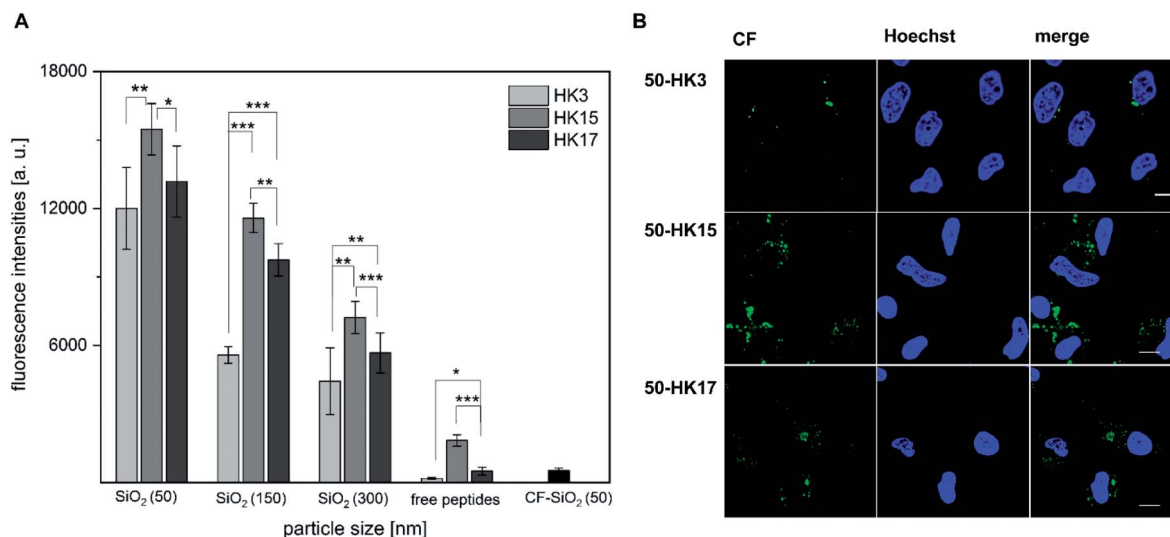 A
fluorescence intensities [a. u.]
18000
12000
6000
HK3
HK15
HK17
**
*
***
***
**
**
**
***
*
***
SiO₂ (50)
SiO₂ (150)
SiO₂ (300)
free peptides
CF-SiO₂ (50)
particle size [nm]
B
CF
Hoechst
merge
50-HK3
50-HK15
50-HK17